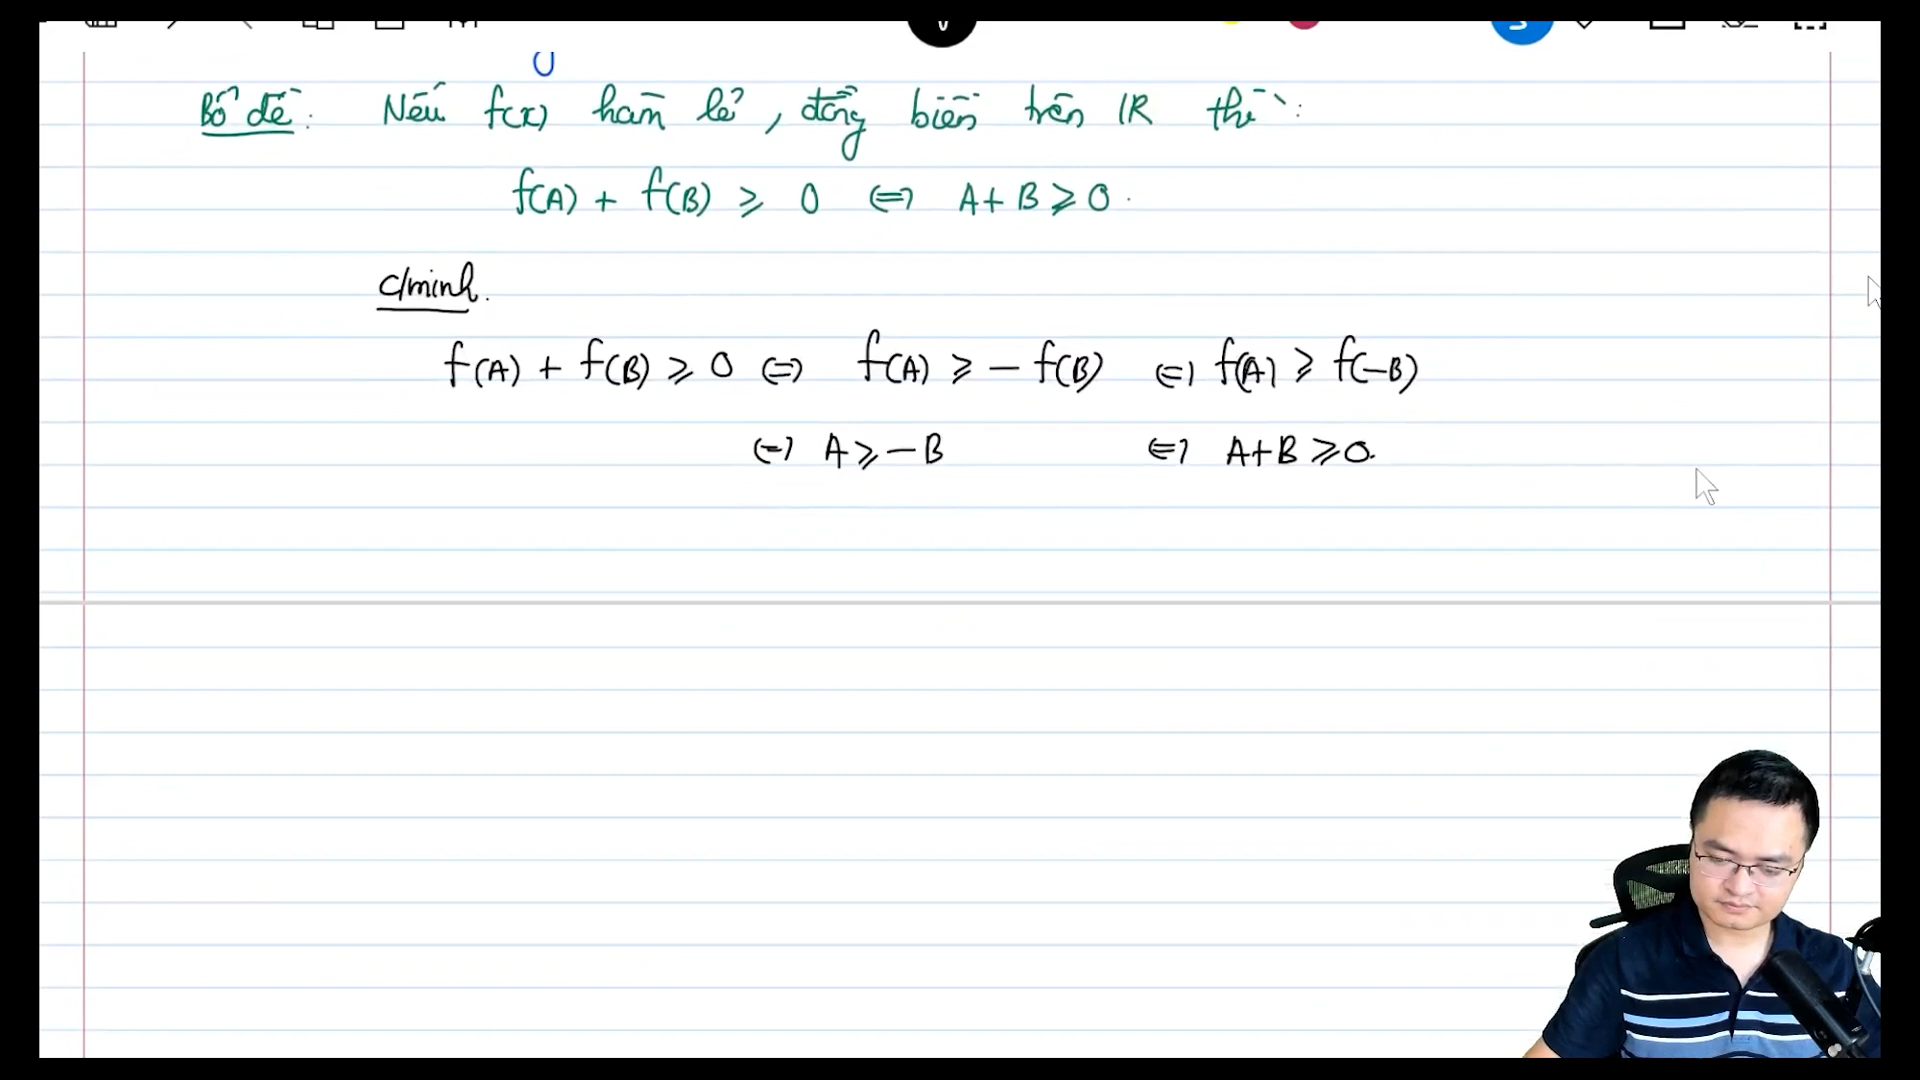 Bổ đề: Nếu f(x) hàm lẻ, đồng biến trên ℝ thì:
f(A) + f(B) ⩾ 0 ⇔ A+B ⩾ 0.
c/minh.
f(A) + f(B) ⩾ 0 ⇔ f(A) ⩾ – f(B) ⇔ f(A) ⩾ f(–B)
⇔ A ⩾ – B ⇔ A+B ⩾ 0.